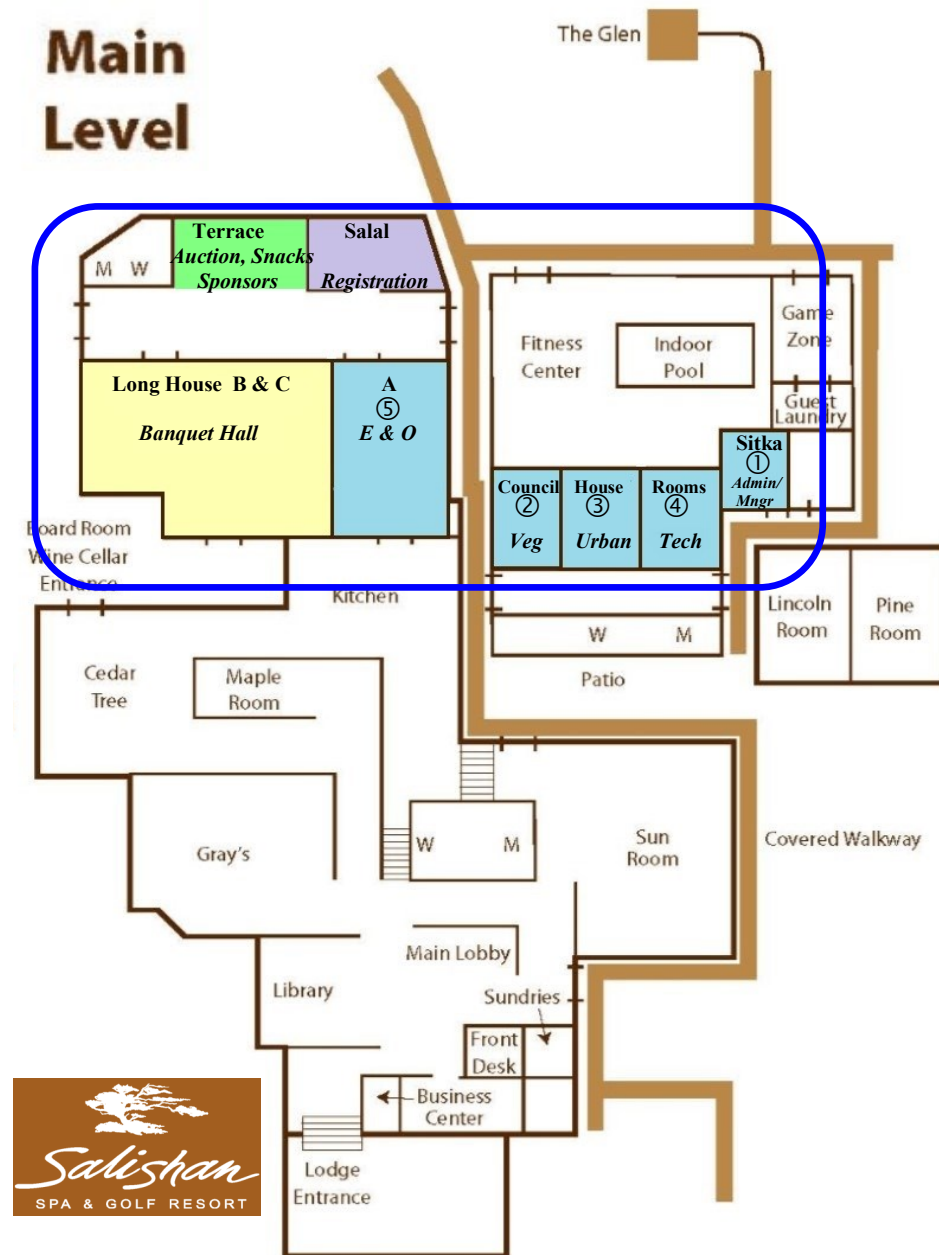 Main
Level
The Glen
Terrace
Auction, Snacks
Sponsors
Salal
Registration
M W
Fitness
Center
Indoor
Pool
Game
Zone
Guest
Laundry
Long House B & C
Banquet Hall
A
⑤
E & O
Sitka
①
Admin/
Mngr
Council
②
Veg
House
③
Urban
Rooms
④
Tech
Board Room
Wine Cellar
Entrance
Kitchen
Lincoln
Room
Pine
Room
W M
Patio
Cedar
Tree
Maple
Room
Gray's
W M
Sun
Room
Covered Walkway
Main Lobby
Library
Sundries
Front
Desk
Business
Center
Lodge
Entrance
Salishan
SPA & GOLF RESORT